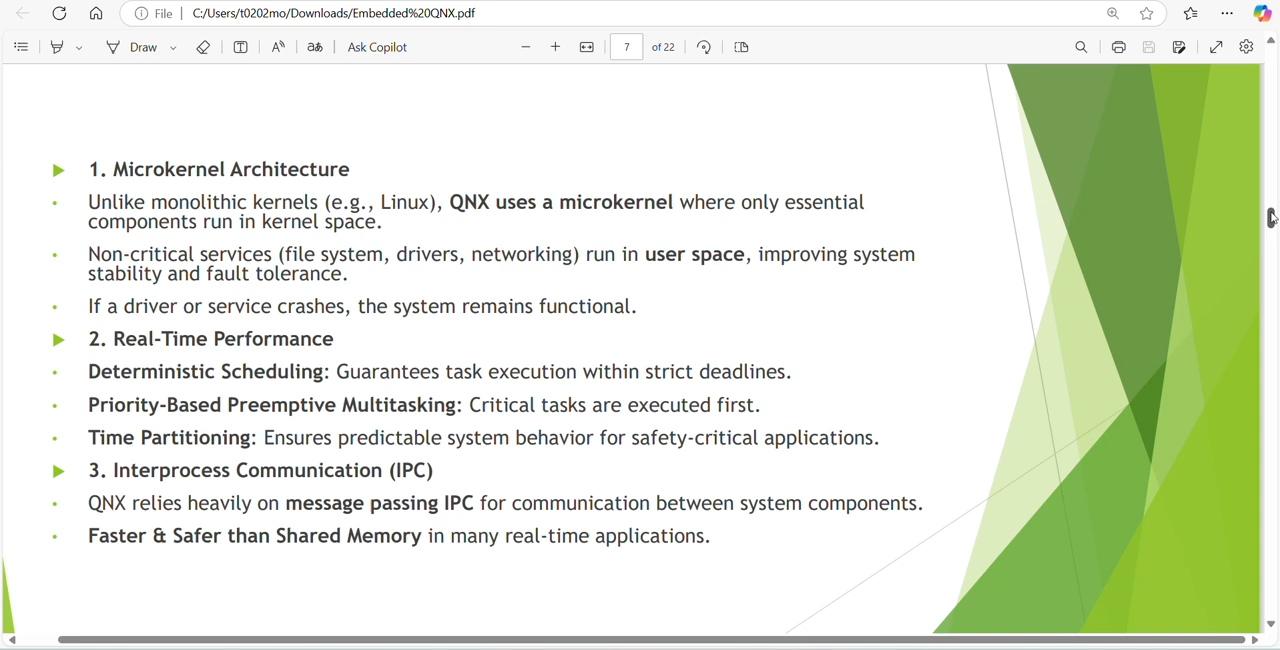 File
C:/Users/t0202mo/Downloads/Embedded%20QNX.pdf
Draw
aあ
Ask Copilot
7 of 22
1. Microkernel Architecture
Unlike monolithic kernels (e.g., Linux), QNX uses a microkernel where only essential
components run in kernel space.
Non-critical services (file system, drivers, networking) run in user space, improving system
stability and fault tolerance.
If a driver or service crashes, the system remains functional.
2. Real-Time Performance
Deterministic Scheduling: Guarantees task execution within strict deadlines.
Priority-Based Preemptive Multitasking: Critical tasks are executed first.
Time Partitioning: Ensures predictable system behavior for safety-critical applications.
3. Interprocess Communication (IPC)
QNX relies heavily on message passing IPC for communication between system components.
Faster & Safer than Shared Memory in many real-time applications.